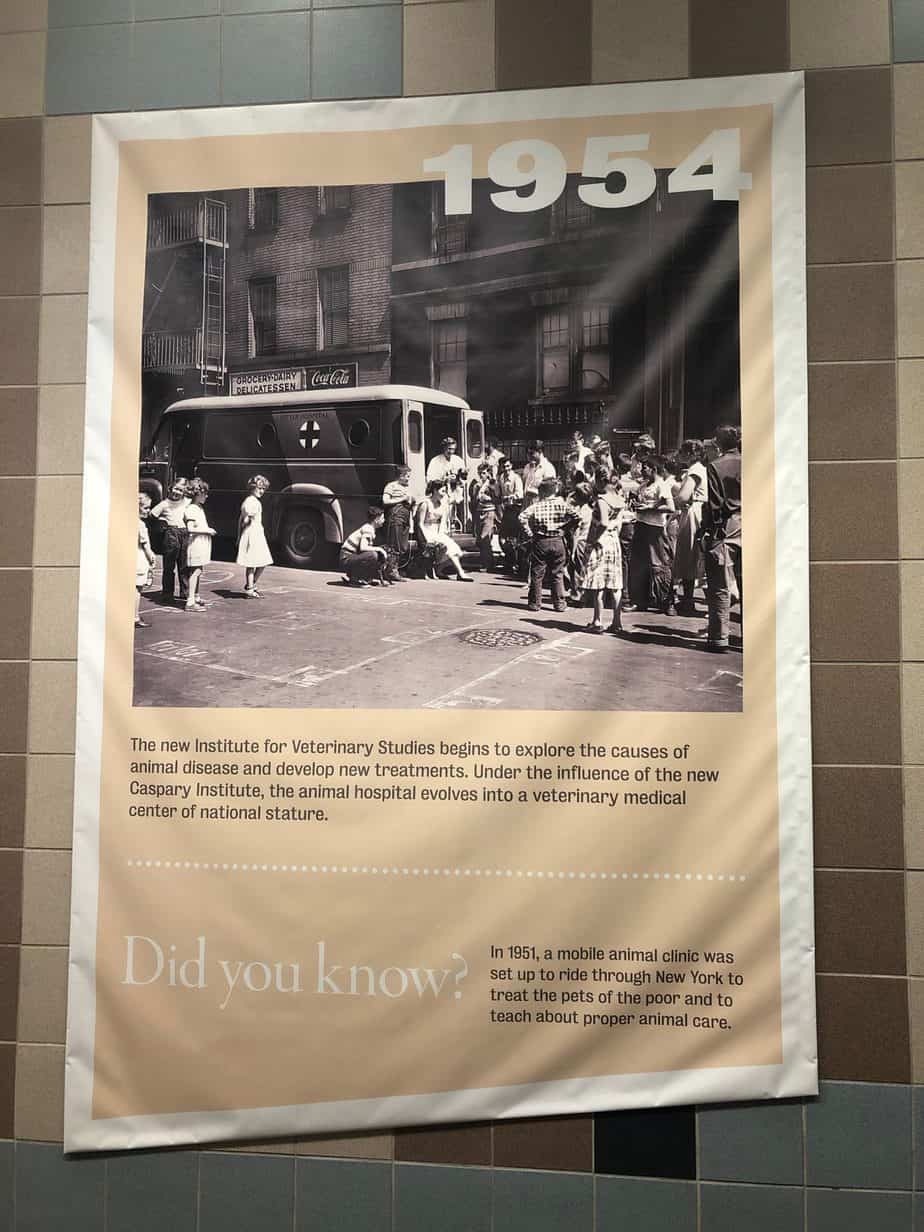 1954
GROCERY-DAIRY
DELICATESSEN
Coca-Cola
HOSPITAL
The new Institute for Veterinary Studies begins to explore the causes of
animal disease and develop new treatments. Under the influence of the new
Caspary Institute, the animal hospital evolves into a veterinary medical
center of national stature.
Did you know?
In 1951, a mobile animal clinic was
set up to ride through New York to
treat the pets of the poor and to
teach about proper animal care.